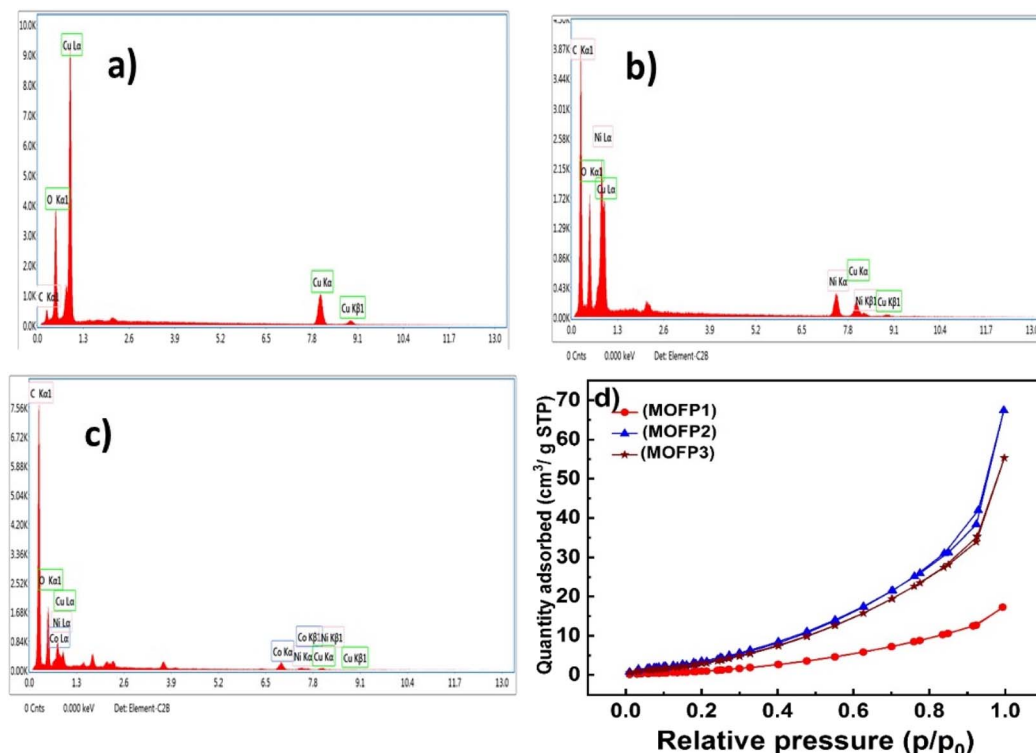 a)
10.0K
9.0K
8.0K
7.0K
6.0K
5.0K
4.0K
3.0K
2.0K
1.0K
0.0K
Cu Lα
O Kα1
C Kα1
Cu Kα
Cu Kβ1
0.0 1.3 2.6 3.9 5.2 6.5 7.8 9.1 10.4 11.7 13.0
b)
3.87K
3.44K
3.01K
2.58K
2.15K
1.72K
1.29K
0.86K
0.43K
0.00K
C Kα1
Ni Lα
O Kα1
Cu Lα
Cu Kα
Ni Kα
Ni Kβ1
Cu Kβ1
0.0 1.3 2.6 3.9 5.2 6.5 7.8 9.1 10.4 11.7 13.0
0 Cnts 0.000 keV Det: Element-C2B
c)
7.56K
6.72K
5.88K
5.04K
4.20K
3.36K
2.52K
1.68K
0.84K
0.00K
C Kα1
O Kα1
Cu Lα
Ni Lα
Co Lα
Co Kβ1
Ni Kβ1
Co Kα
Ni Kα
Cu Kα
Cu Kβ1
0.0 1.3 2.6 3.9 5.2 6.5 7.8 9.1 10.4 11.7 13.0
0 Cnts 0.000 keV Det: Element-C2B
d)
(MOFP1)
(MOFP2)
(MOFP3)
Quantity adsorbed (cm³/ g STP)
70
60
50
40
30
20
10
0
0.0 0.2 0.4 0.6 0.8 1.0
Relative pressure (p/p₀)